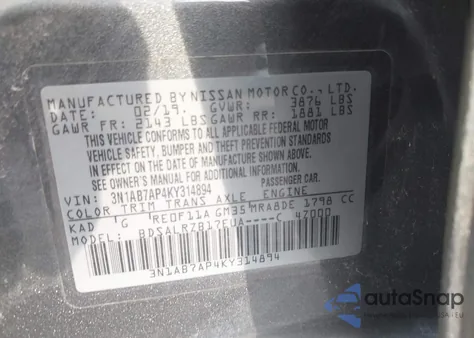 MANUFACTURED BY NISSAN MOTOR CO., LTD.
DATE: 02/19. GVWR: 3876 LBS
GAWR FR: 2143 LBS GAWR RR: 1881 LBS
THIS VEHICLE CONFORMS TO ALL APPLICABLE FEDERAL MOTOR
VEHICLE SAFETY, BUMPER AND THEFT PREVENTION STANDARDS
IN EFFECT ON THE DATE OF MANUFACTURE SHOWN ABOVE.
SEE OWNER'S MANUAL FOR ADDITIONAL INFORMATION
VIN: 3N1AB7AP4KY314894 PASSENGER CAR.
COLOR TRIM TRANS AXLE ENGINE
KAD G RE0F11A GM35 MRA8DE 1798 CC
MODEL: BDSALRZB17EUA----C 47000
3N1AB7AP4KY314894
autoSnap